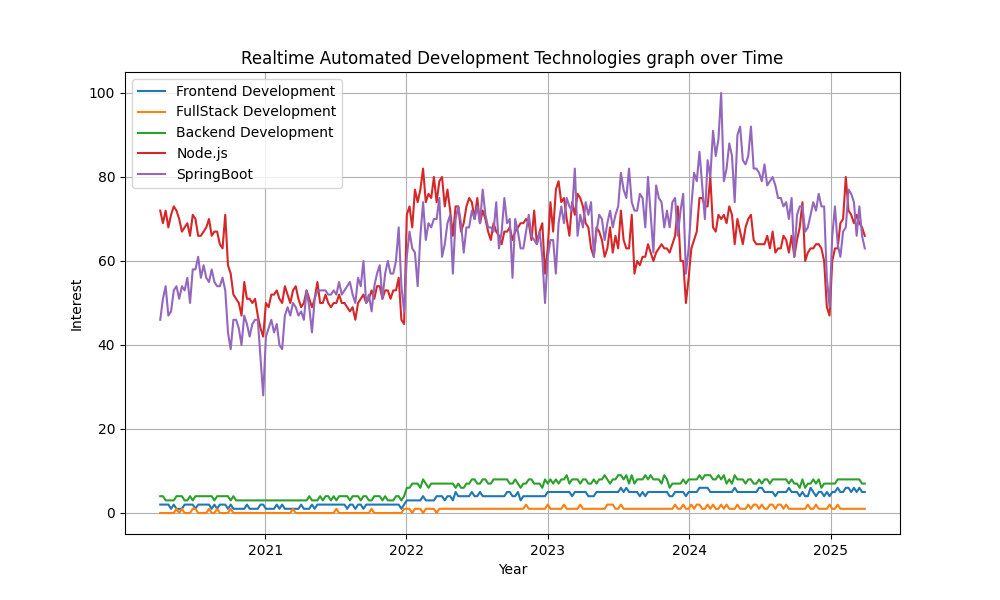 Realtime Automated Development Technologies graph over Time
Frontend Development
FullStack Development
Backend Development
Node.js
SpringBoot
100
80
60
40
20
0
Interest
2021
2022
2023
2024
2025
Year